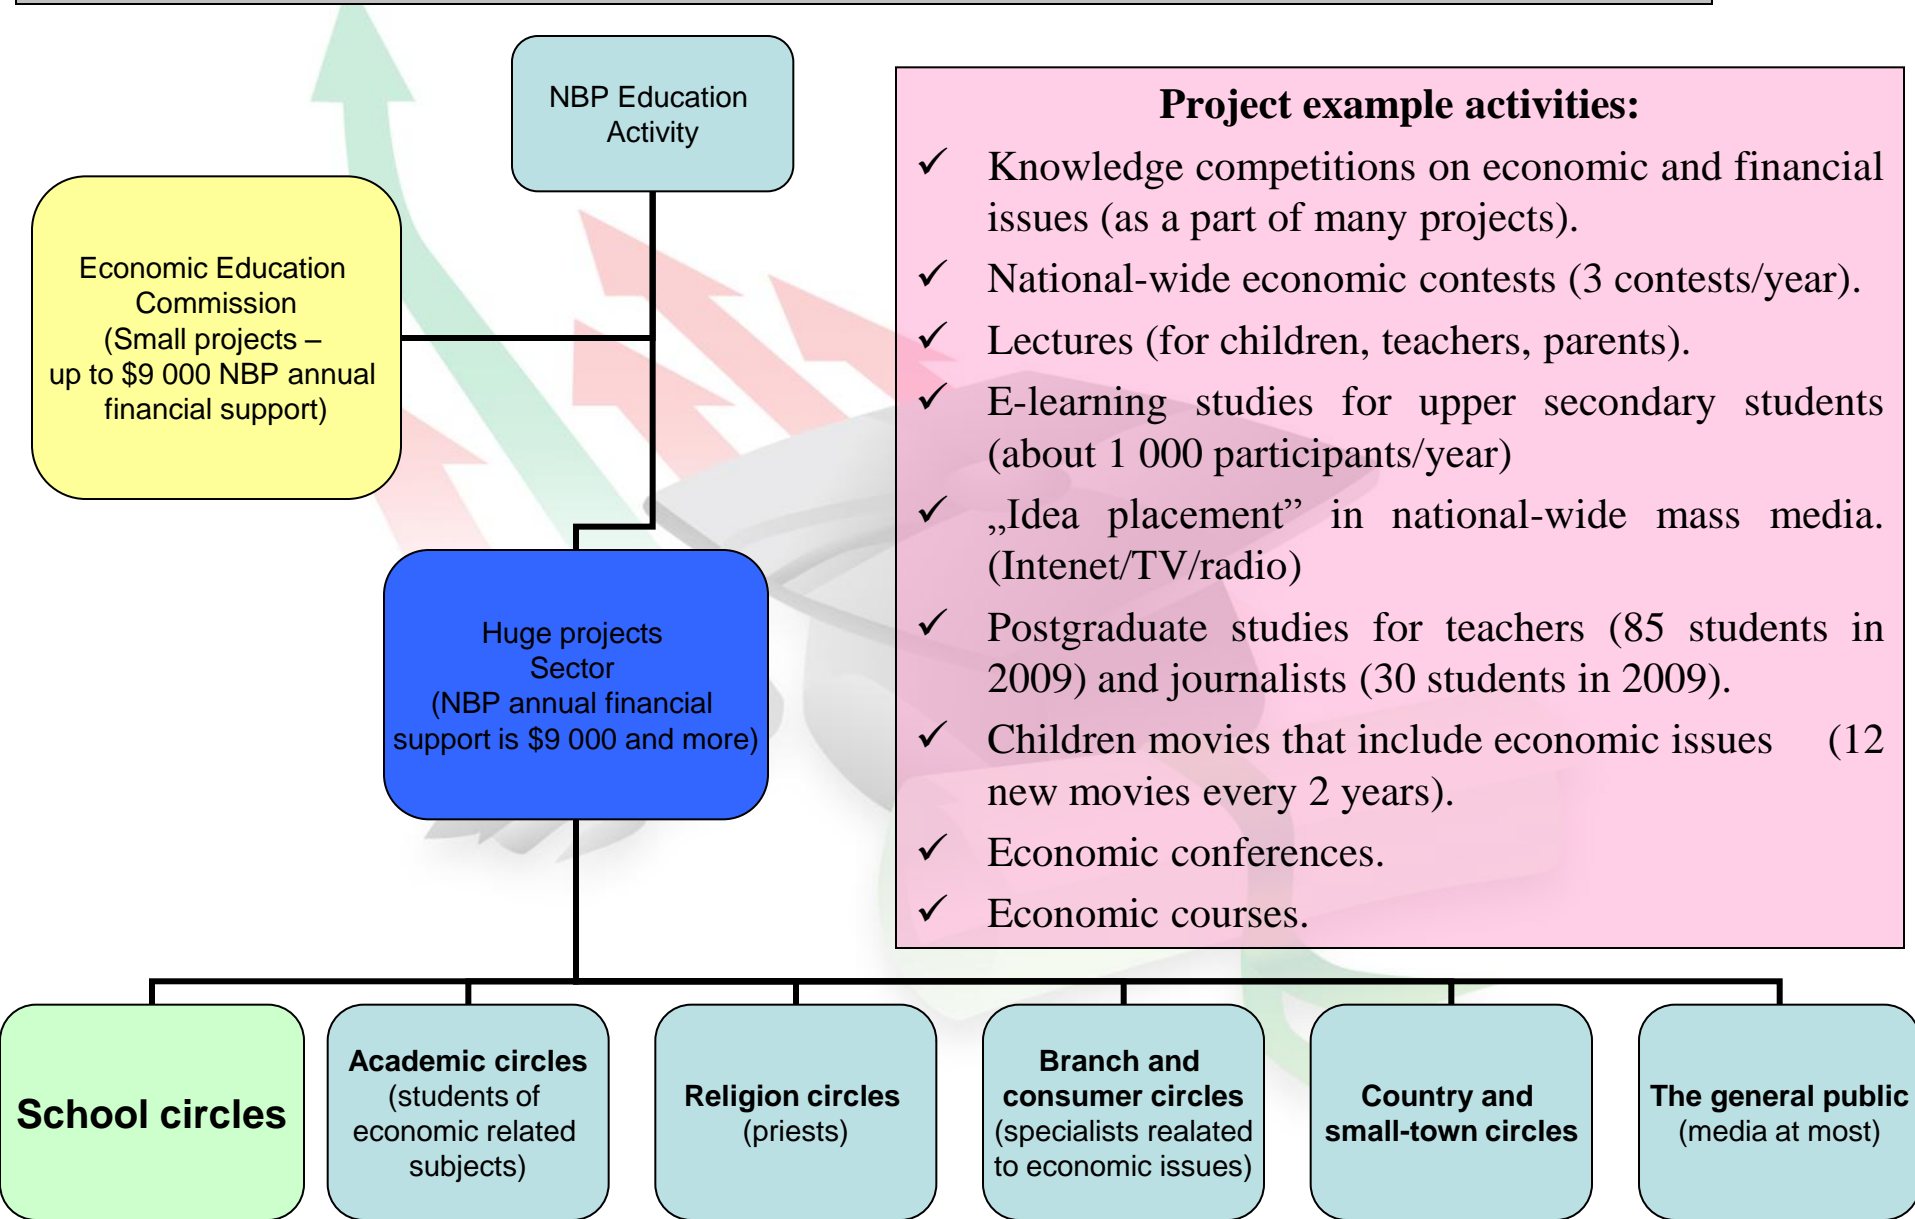 NBP Education
Activity
Economic Education
Commission
(Small projects –
up to $9 000 NBP annual
financial support)
Huge projects
Sector
(NBP annual financial
support is $9 000 and more)
Project example activities:
✓ Knowledge competitions on economic and financial
issues (as a part of many projects).
✓ National-wide economic contests (3 contests/year).
✓ Lectures (for children, teachers, parents).
✓ E-learning studies for upper secondary students
(about 1 000 participants/year)
✓ „Idea placement” in national-wide mass media.
(Intenet/TV/radio)
✓ Postgraduate studies for teachers (85 students in
2009) and journalists (30 students in 2009).
✓ Children movies that include economic issues (12
new movies every 2 years).
✓ Economic conferences.
✓ Economic courses.
School circles
Academic circles
(students of
economic related
subjects)
Religion circles
(priests)
Branch and
consumer circles
(specialists realated
to economic issues)
Country and
small-town circles
The general public
(media at most)